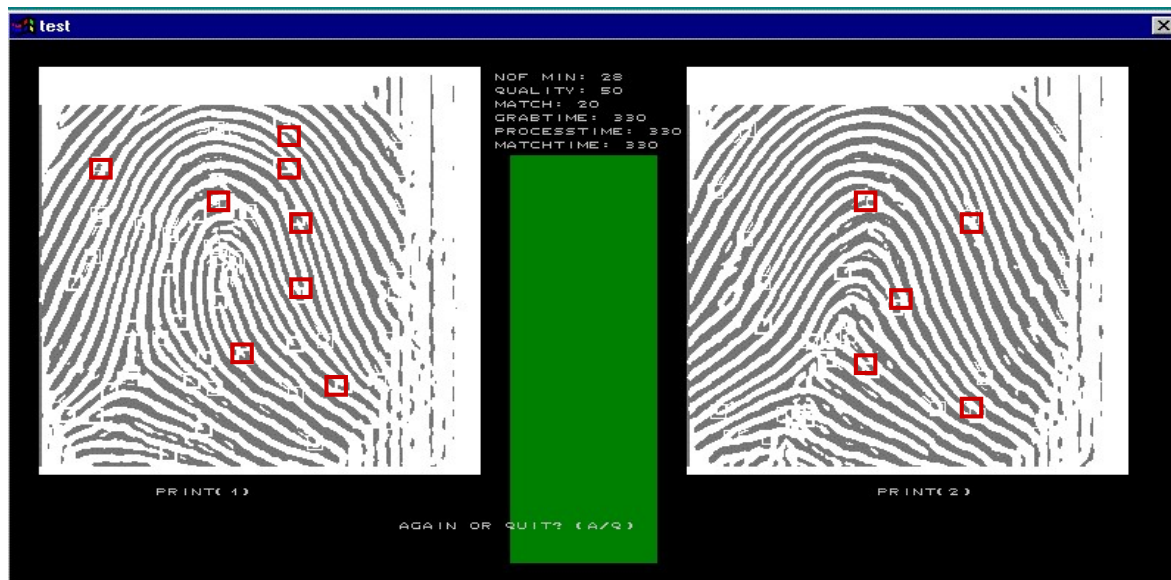 test
NOF MIN: 28
QUALITY: 50
MATCH: 20
GRABTIME: 330
PROCESSTIME: 330
MATCHTIME: 330
PRINT(1)
PRINT(2)
AGAIN OR QUIT? (A/Q)